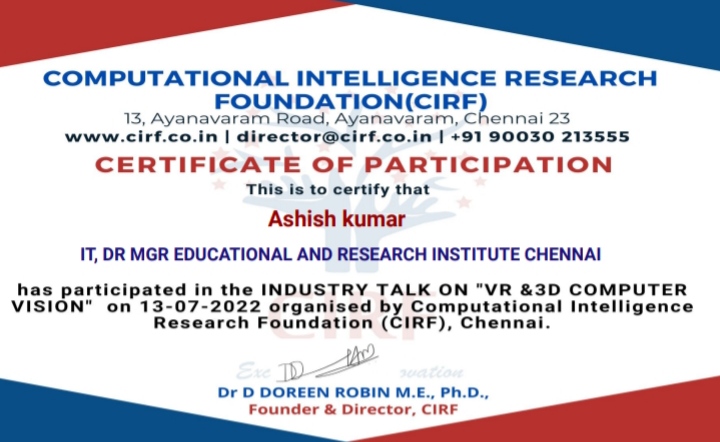 COMPUTATIONAL INTELLIGENCE RESEARCH
FOUNDATION(CIRF)
13, Ayanavaram Road, Ayanavaram, Chennai 23
www.cirf.co.in | director@cirf.co.in | +91 90030 213555
CERTIFICATE OF PARTICIPATION
This is to certify that
Ashish kumar
IT, DR MGR EDUCATIONAL AND RESEARCH INSTITUTE CHENNAI
has participated in the INDUSTRY TALK ON "VR &3D COMPUTER
VISION" on 13-07-2022 organised by Computational Intelligence
Research Foundation (CIRF), Chennai.
CIRF
Dr D DOREEN ROBIN M.E., Ph.D.,
Founder & Director, CIRF